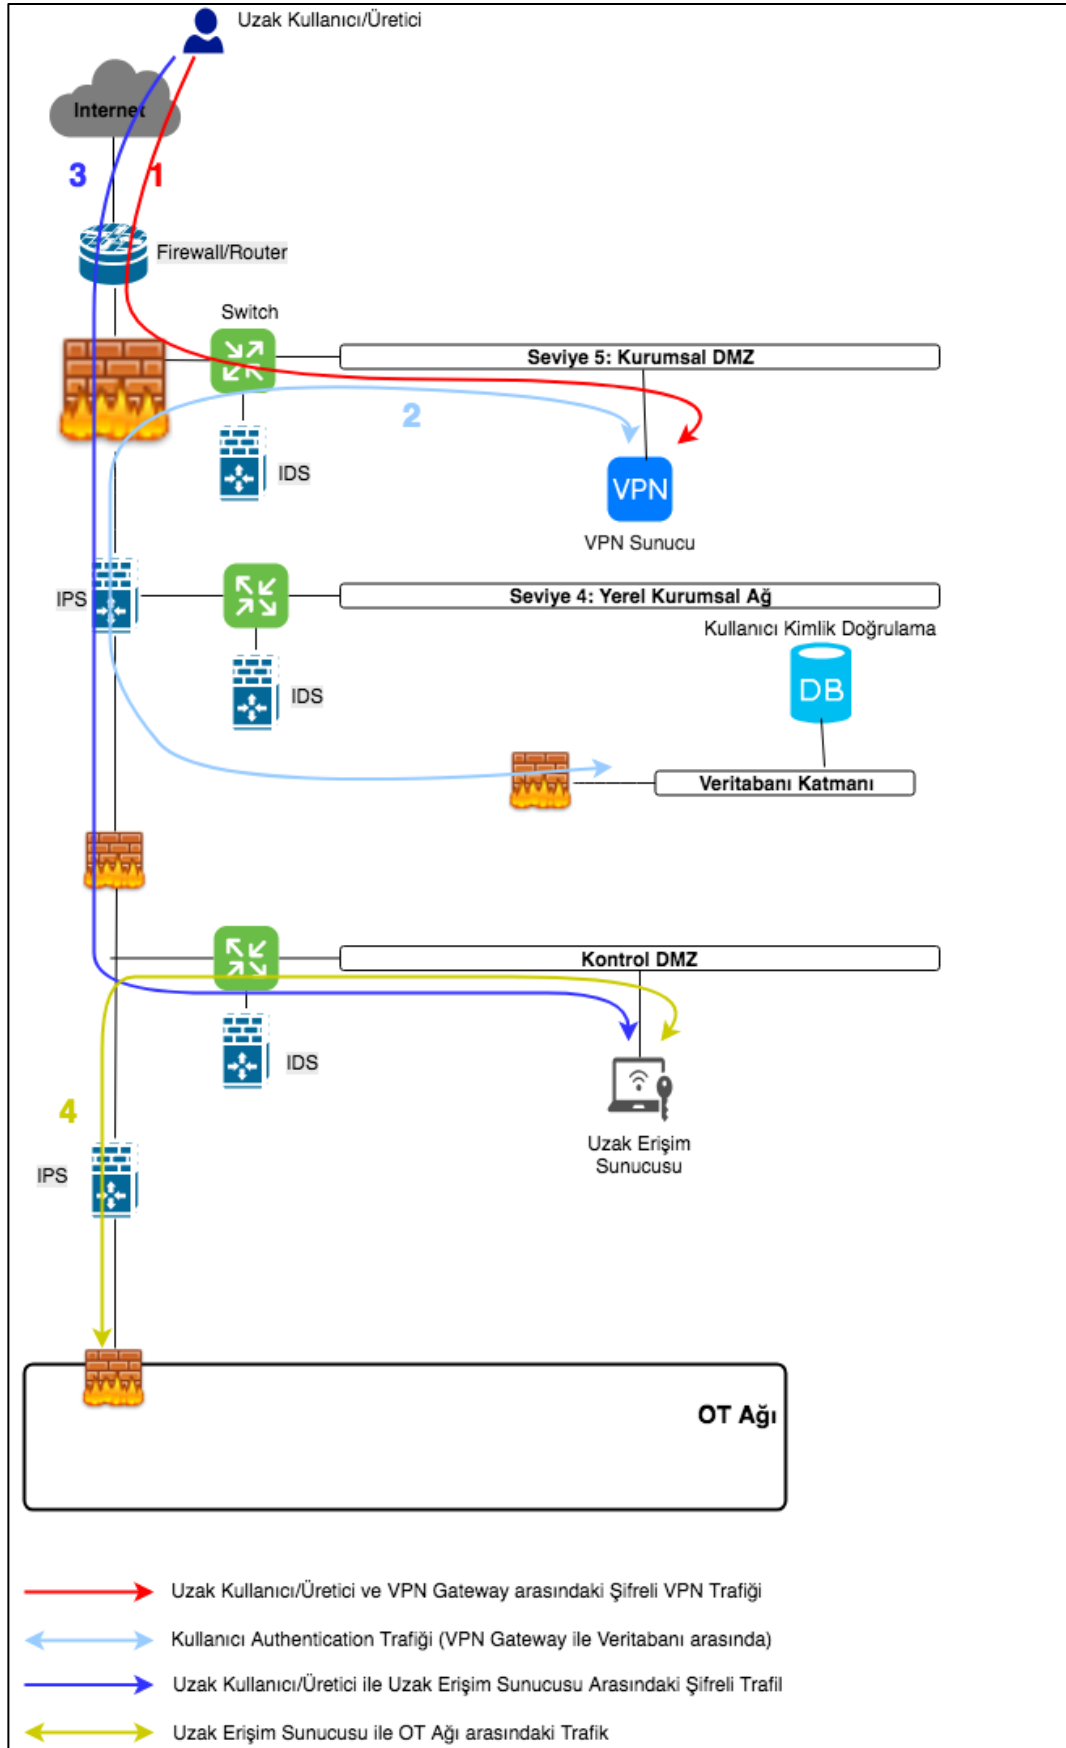 Uzak Kullanıcı/Üretici
Internet
3
1
Firewall/Router
Switch
Seviye 5: Kurumsal DMZ
2
IDS
VPN
VPN Sunucu
IPS
Seviye 4: Yerel Kurumsal Ağ
Kullanıcı Kimlik Doğrulama
IDS
DB
Veritabanı Katmanı
Kontrol DMZ
IDS
4
Uzak Erişim
Sunucusu
IPS
OT Ağı
Uzak Kullanıcı/Üretici ve VPN Gateway arasındaki Şifreli VPN Trafiği
Kullanıcı Authentication Trafiği (VPN Gateway ile Veritabanı arasında)
Uzak Kullanıcı/Üretici ile Uzak Erişim Sunucusu Arasındaki Şifreli Trafil
Uzak Erişim Sunucusu ile OT Ağı arasındaki Trafik